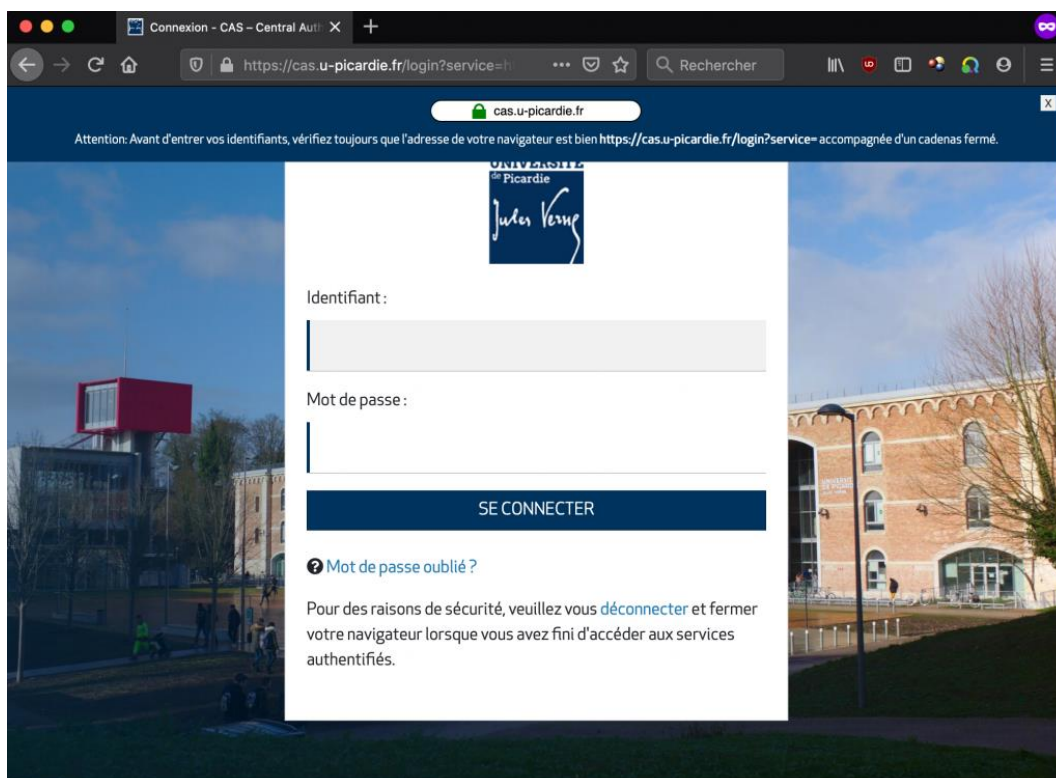 Connexion - CAS – Central Auth
https://cas.u-picardie.fr/login?service=h
Rechercher
cas.u-picardie.fr
X
Attention: Avant d'entrer vos identifiants, vérifiez toujours que l'adresse de votre navigateur est bien https://cas.u-picardie.fr/login?service= accompagnée d'un cadenas fermé.
UNIVERSITÉ
de Picardie
Jules Verne
Identifiant :
Mot de passe :
SE CONNECTER
Mot de passe oublié ?
Pour des raisons de sécurité, veuillez vous déconnecter et fermer
votre navigateur lorsque vous avez fini d'accéder aux services
authentifiés.